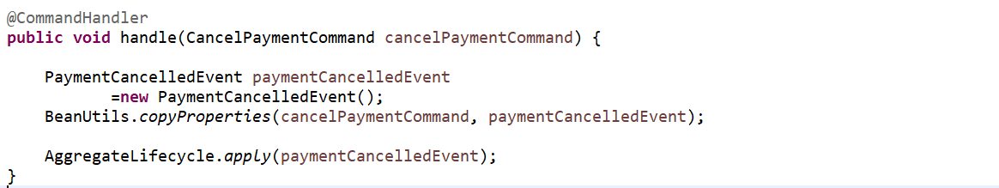 @CommandHandler
public void handle(CancelPaymentCommand cancelPaymentCommand) {
PaymentCancelledEvent paymentCancelledEvent
=new PaymentCancelledEvent();
BeanUtils.copyProperties(cancelPaymentCommand, paymentCancelledEvent);
AggregateLifecycle.apply(paymentCancelledEvent);
}